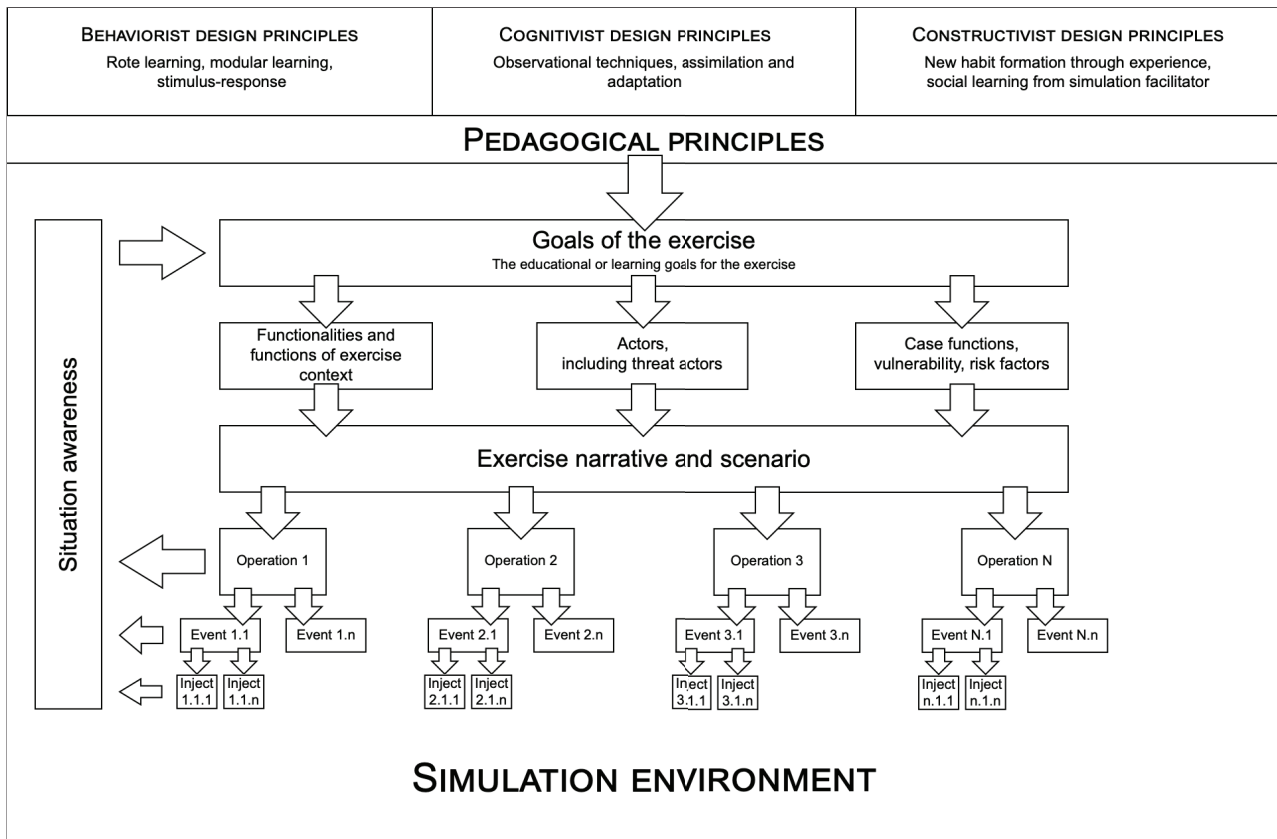 BEHAVIORIST DESIGN PRINCIPLES
Rote learning, modular learning,
stimulus-response
COGNITIVIST DESIGN PRINCIPLES
Observational techniques, assimilation and
adaptation
CONSTRUCTIVIST DESIGN PRINCIPLES
New habit formation through experience,
social learning from simulation facilitator
PEDAGOGICAL PRINCIPLES
Situation awareness
Goals of the exercise
The educational or learning goals for the exercise
Functionalities and
functions of exercise
context
Actors,
including threat actors
Case functions,
vulnerability, risk factors
Exercise narrative and scenario
Operation 1
Operation 2
Operation 3
Operation N
Event 1.1
Event 1.n
Event 2.1
Event 2.n
Event 3.1
Event 3.n
Event N.1
Event N.n
Inject
1.1.1
Inject
1.1.n
Inject
2.1.1
Inject
2.1.n
Inject
3.1.1
Inject
3.1.n
Inject
n.1.1
Inject
n.1.n
SIMULATION ENVIRONMENT